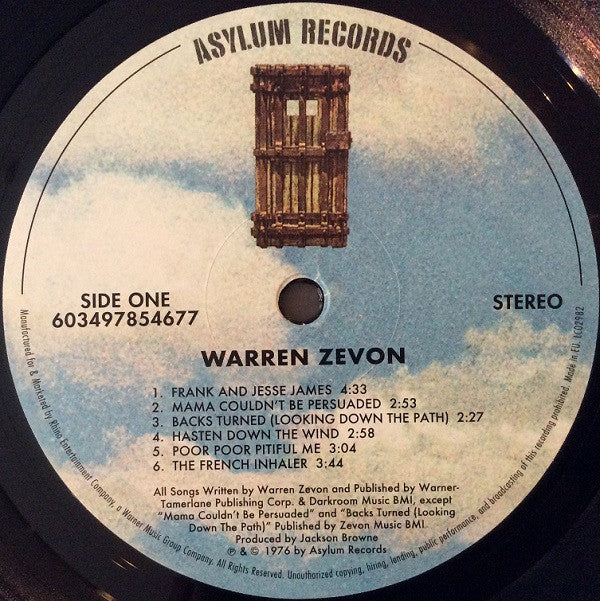 ASYLUM RECORDS
SIDE ONE
603497854677
STEREO
WARREN ZEVON
1. FRANK AND JESSE JAMES 4:33
2. MAMA COULDN'T BE PERSUADED 2:53
3. BACKS TURNED (LOOKING DOWN THE PATH) 2:27
4. HASTEN DOWN THE WIND 2:58
5. POOR POOR PITIFUL ME 3:04
6. THE FRENCH INHALER 3:44
All Songs Written by Warren Zevon and Published by Warner-
Tamerlane Publishing Corp. & Darkroom Music BMI, except
"Mama Couldn't Be Persuaded" and "Backs Turned (Looking
Down The Path)" Published by Zevon Music BMI.
Produced by Jackson Browne
℗ & © 1976 by Asylum Records
Manufactured for & Marketed by Rhino Entertainment Company, a Warner Music Group Company. All Rights Reserved. Unauthorized copying, hiring, lending, public performance, and broadcasting of this recording prohibited. Made in EU. ECO2982